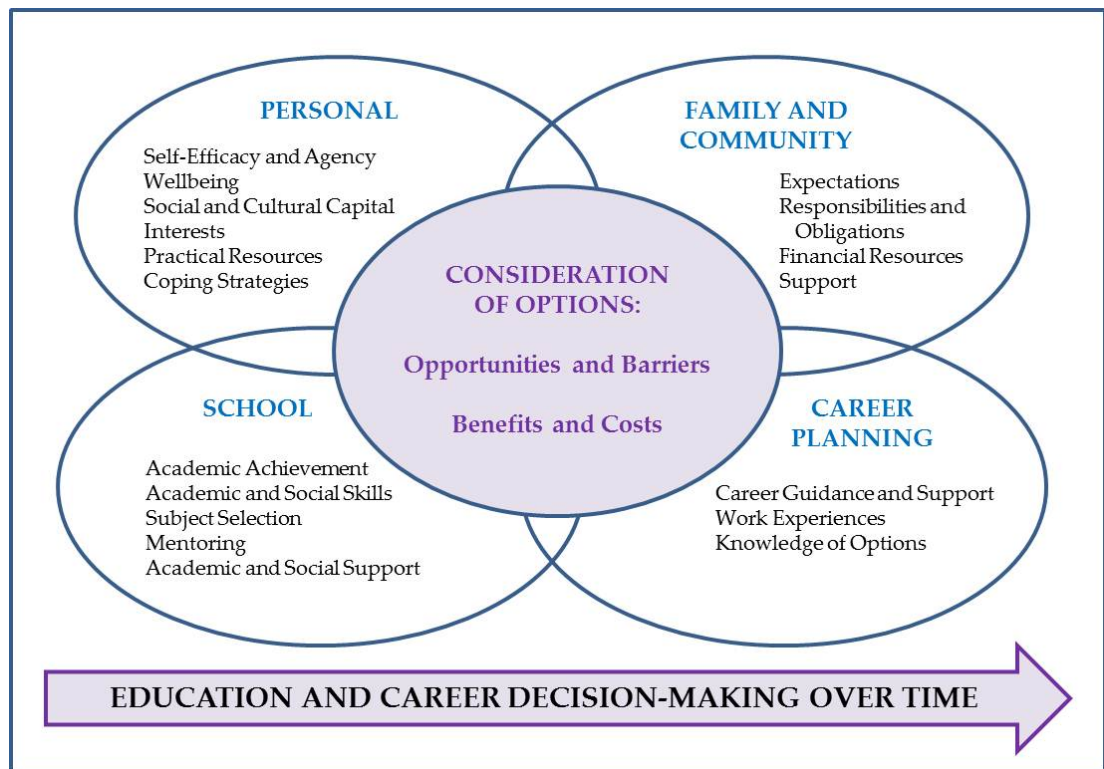 PERSONAL
Self-Efficacy and Agency
Wellbeing
Social and Cultural Capital
Interests
Practical Resources
Coping Strategies
FAMILY AND
COMMUNITY
Expectations
Responsibilities and
Obligations
Financial Resources
Support
CONSIDERATION
OF OPTIONS:
Opportunities and Barriers
Benefits and Costs
SCHOOL
Academic Achievement
Academic and Social Skills
Subject Selection
Mentoring
Academic and Social Support
CAREER
PLANNING
Career Guidance and Support
Work Experiences
Knowledge of Options
EDUCATION AND CAREER DECISION-MAKING OVER TIME